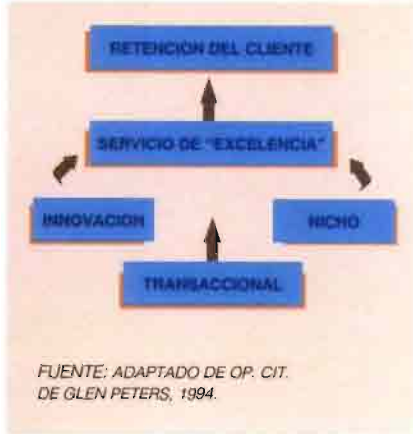 RETENCION DEL CLIENTE
SERVICIO DE "EXCELENCIA"
INNOVACION
NICHO
TRANSACCIONAL
FUENTE: ADAPTADO DE OP. CIT.
DE GLEN PETERS, 1994.